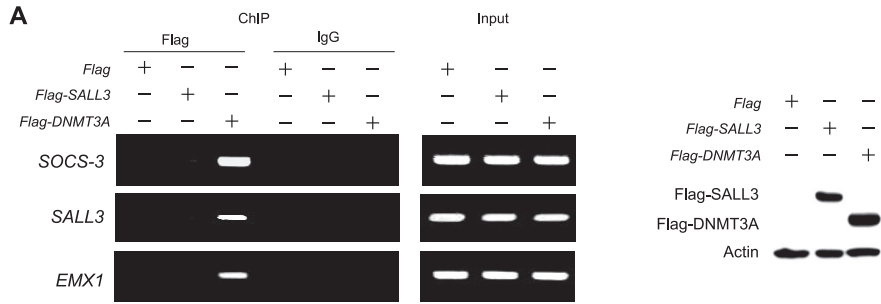 A
ChIP Input
Flag IgG
Flag + − − + − − + − −
Flag-SALL3 − + − − + − − + −
Flag-DNMT3A − − + − − + − − +
SOCS-3
SALL3
EMX1
Flag + − −
Flag-SALL3 − + −
Flag-DNMT3A − − +
Flag-SALL3
Flag-DNMT3A
Actin